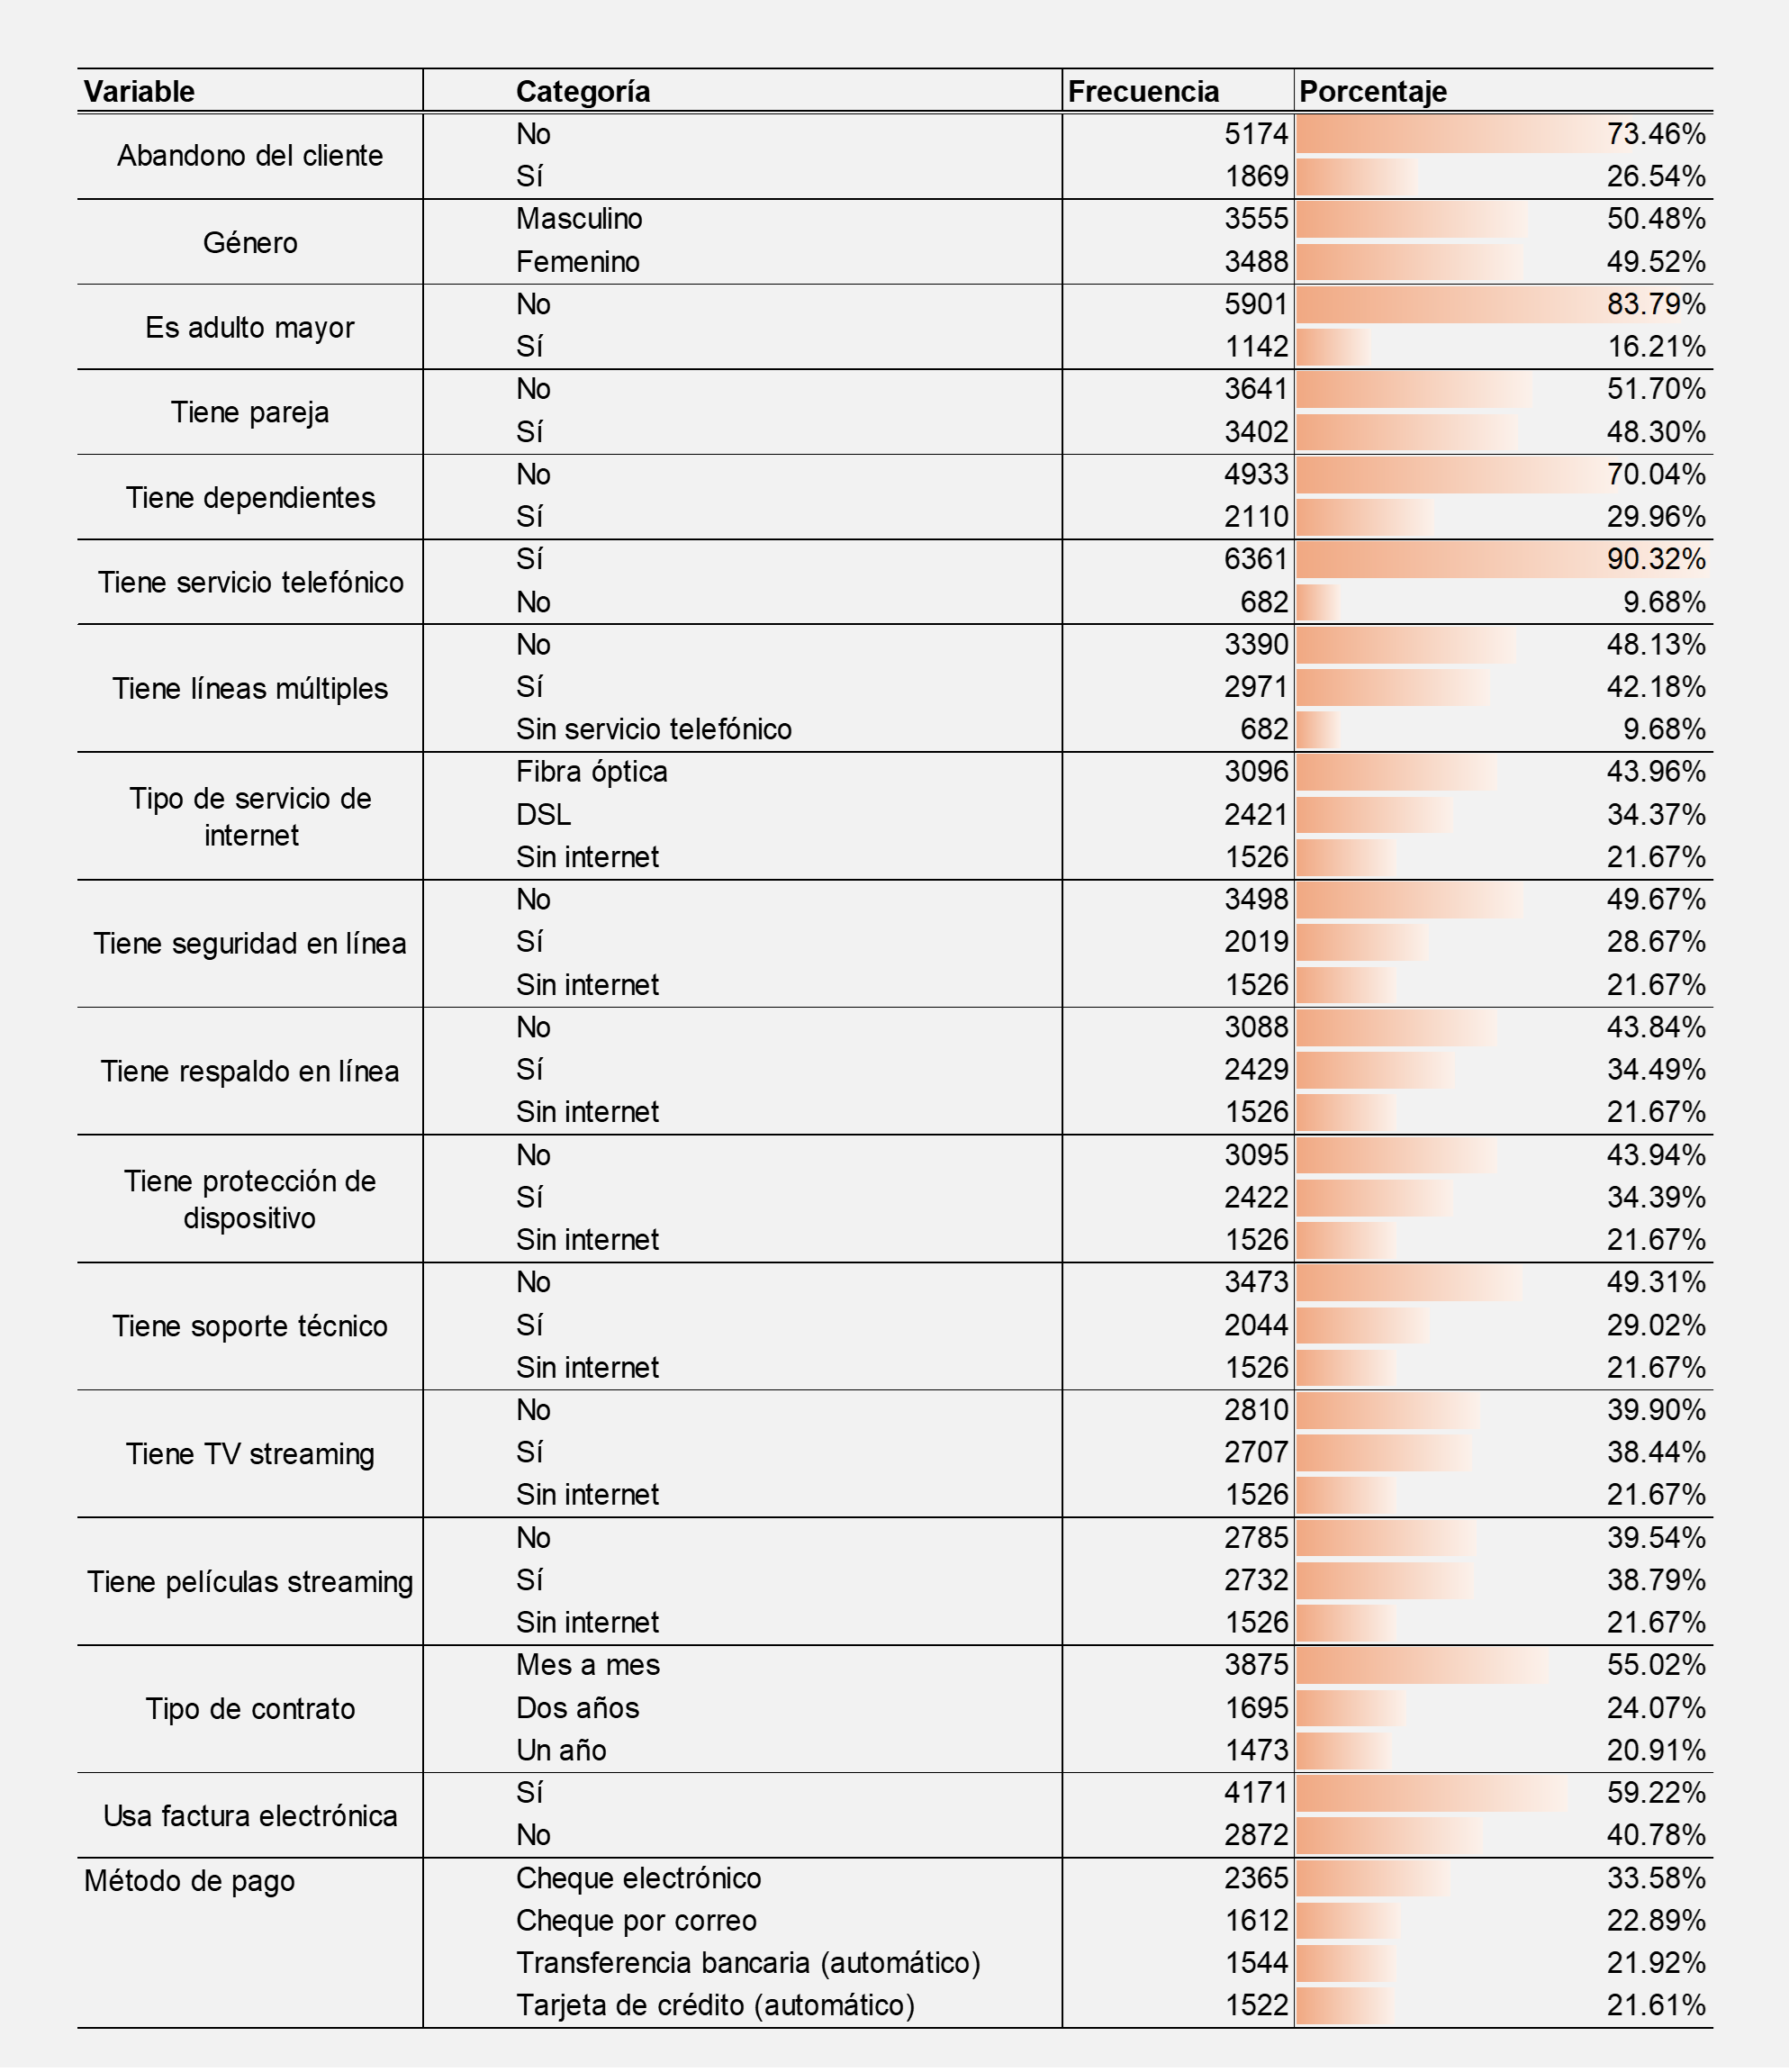 Variable Categoría Frecuencia Porcentaje
Abandono del cliente
No 5174 73.46%
Sí 1869 26.54%
Género
Masculino 3555 50.48%
Femenino 3488 49.52%
Es adulto mayor
No 5901 83.79%
Sí 1142 16.21%
Tiene pareja
No 3641 51.70%
Sí 3402 48.30%
Tiene dependientes
No 4933 70.04%
Sí 2110 29.96%
Tiene servicio telefónico
Sí 6361 90.32%
No 682 9.68%
Tiene líneas múltiples
No 3390 48.13%
Sí 2971 42.18%
Sin servicio telefónico 682 9.68%
Tipo de servicio de
internet
Fibra óptica 3096 43.96%
DSL 2421 34.37%
Sin internet 1526 21.67%
Tiene seguridad en línea
No 3498 49.67%
Sí 2019 28.67%
Sin internet 1526 21.67%
Tiene respaldo en línea
No 3088 43.84%
Sí 2429 34.49%
Sin internet 1526 21.67%
Tiene protección de
dispositivo
No 3095 43.94%
Sí 2422 34.39%
Sin internet 1526 21.67%
Tiene soporte técnico
No 3473 49.31%
Sí 2044 29.02%
Sin internet 1526 21.67%
Tiene TV streaming
No 2810 39.90%
Sí 2707 38.44%
Sin internet 1526 21.67%
Tiene películas streaming
No 2785 39.54%
Sí 2732 38.79%
Sin internet 1526 21.67%
Tipo de contrato
Mes a mes 3875 55.02%
Dos años 1695 24.07%
Un año 1473 20.91%
Usa factura electrónica
Sí 4171 59.22%
No 2872 40.78%
Método de pago
Cheque electrónico 2365 33.58%
Cheque por correo 1612 22.89%
Transferencia bancaria (automático) 1544 21.92%
Tarjeta de crédito (automático) 1522 21.61%